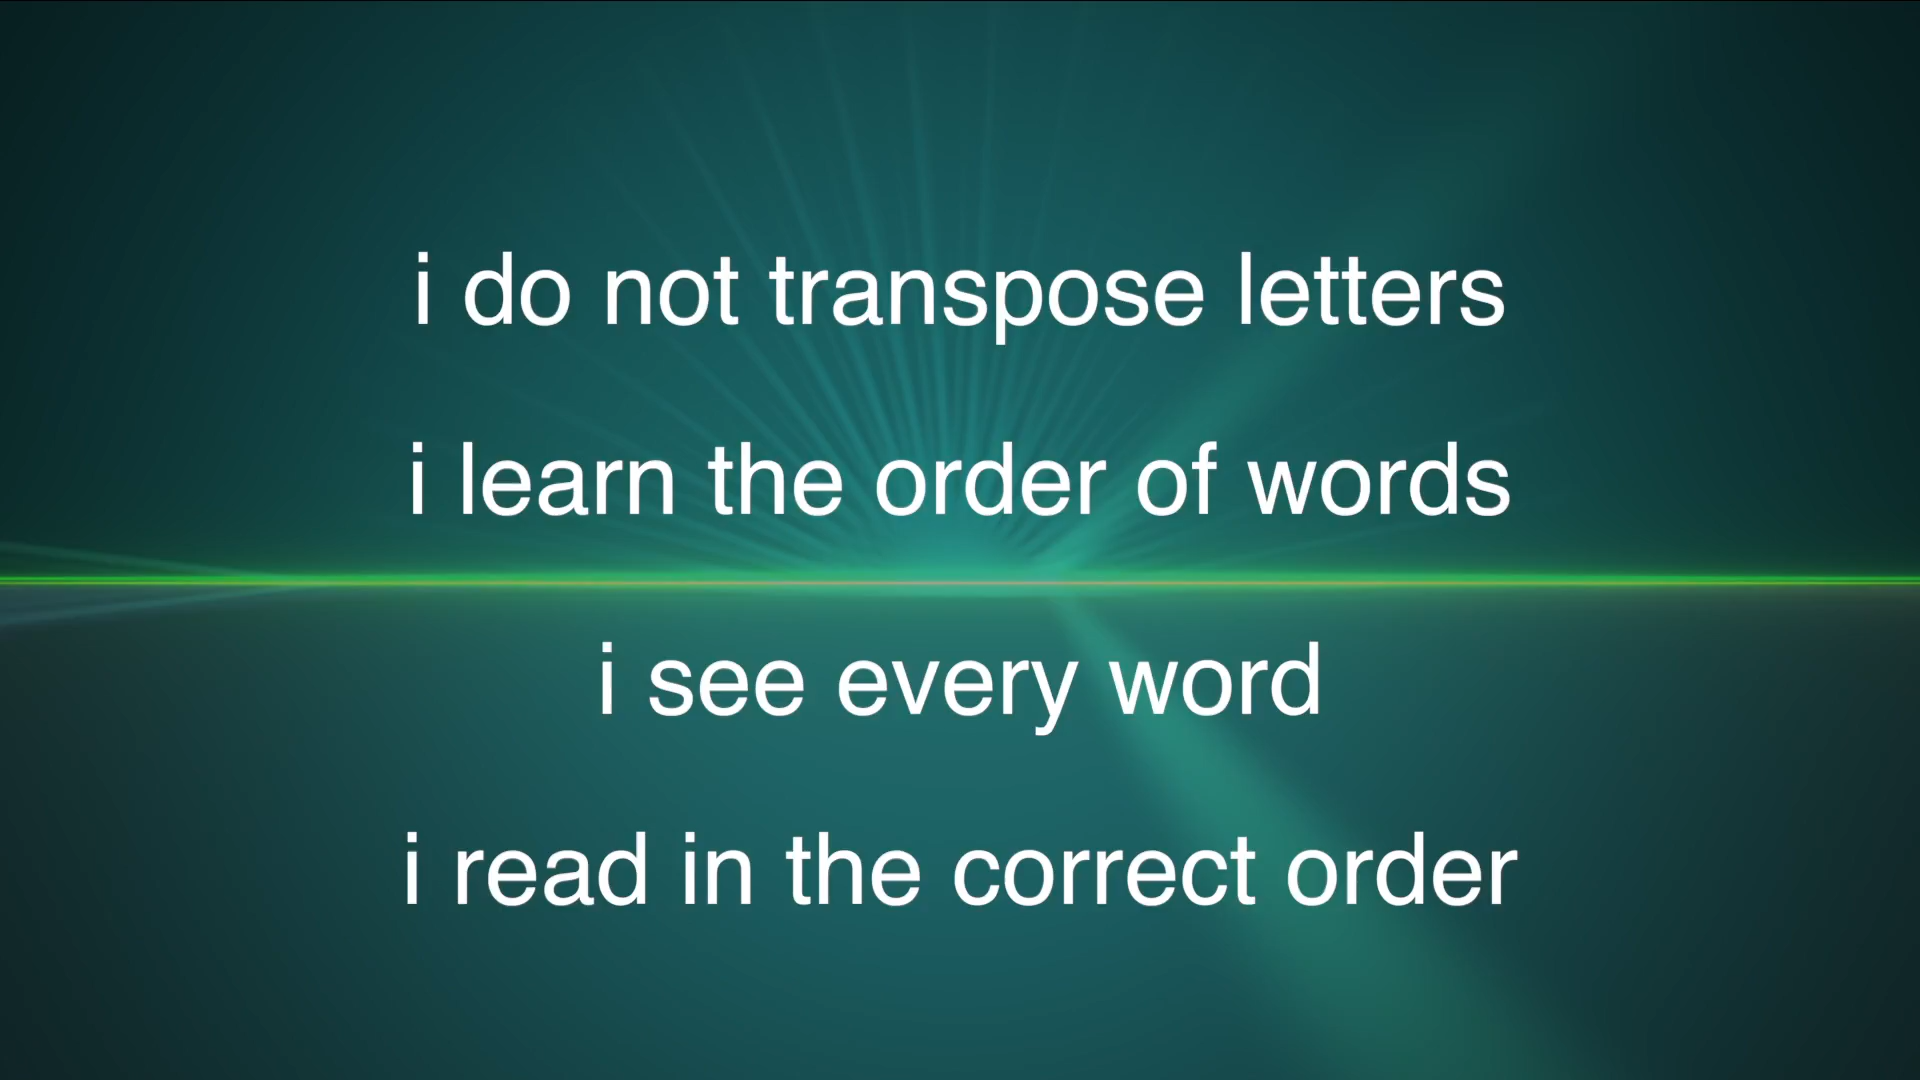 i do not transpose letters
i learn the order of words
i see every word
i read in the correct order